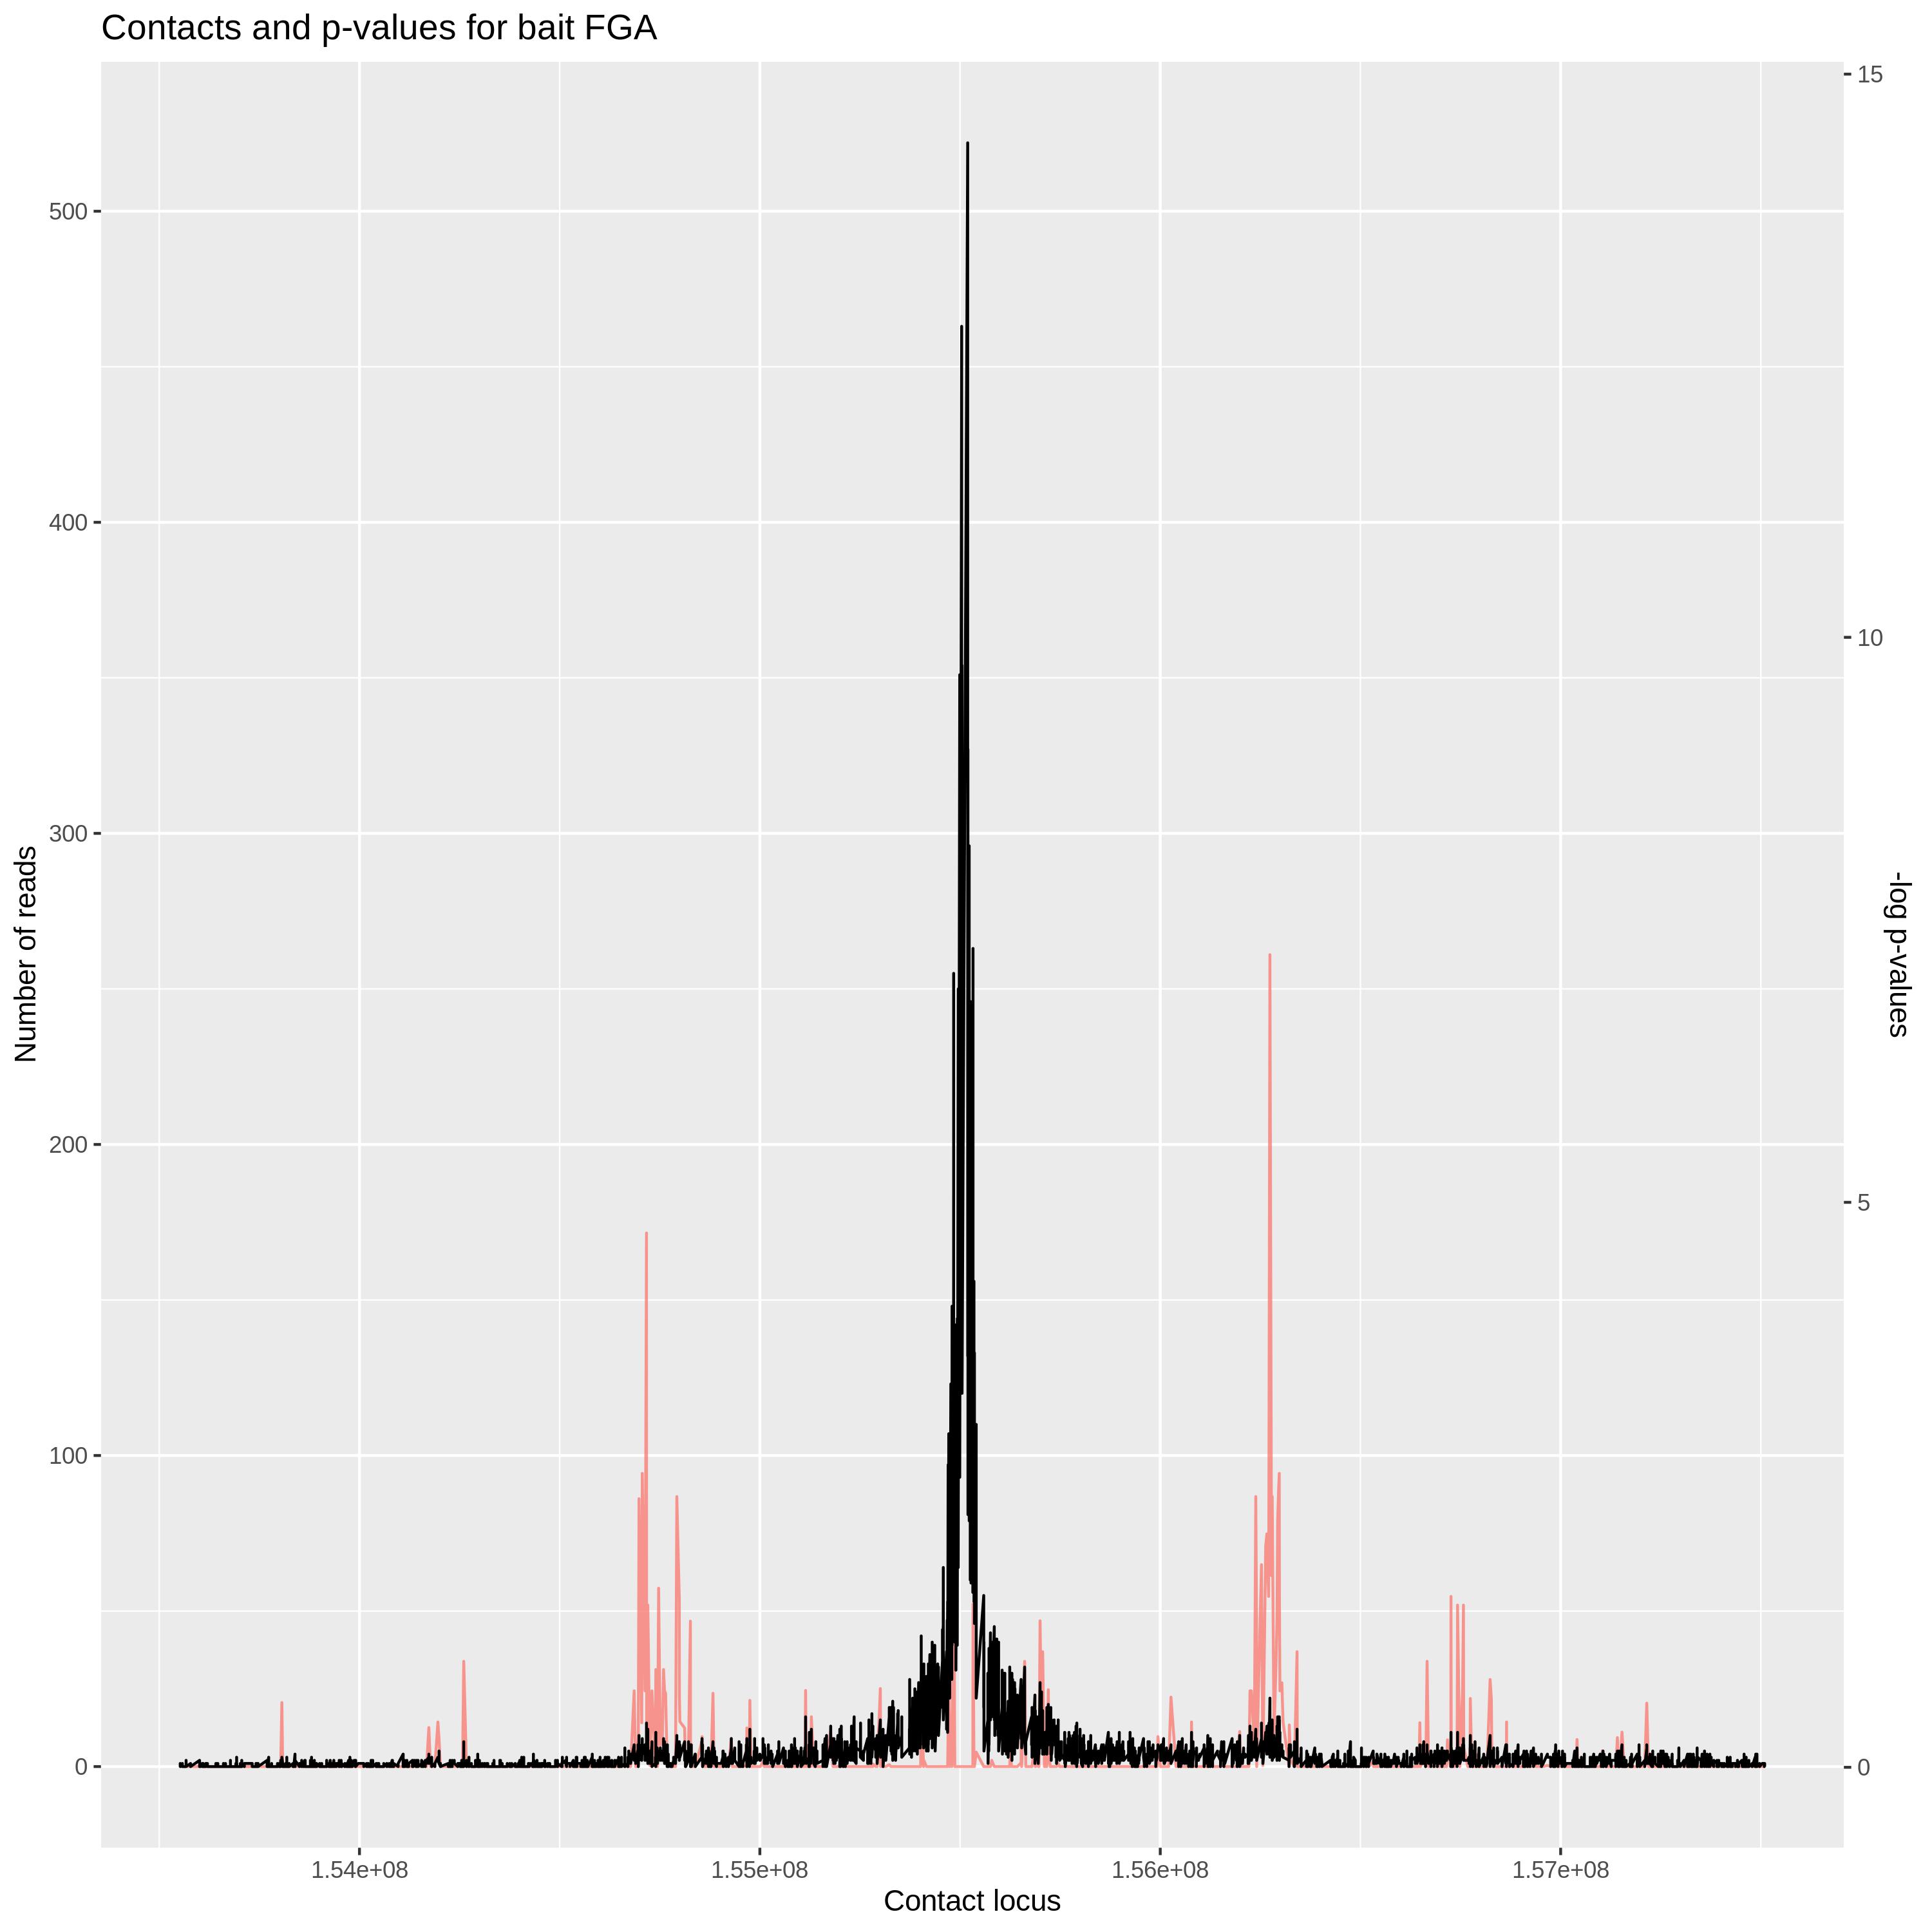 Contacts and p-values for bait FGA
Number of reads
500
400
300
200
100
0
15
10
5
0
-log p-values
1.54e+08
1.55e+08
1.56e+08
1.57e+08
Contact locus